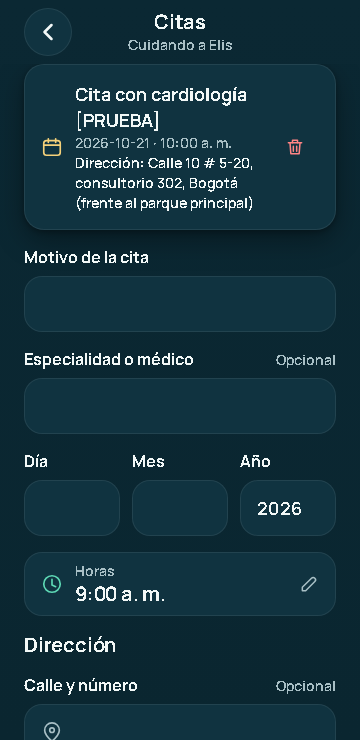 Citas
Cuidando a Elis
Cita con cardiología
[PRUEBA]
2026-10-21 · 10:00 a. m.
Dirección: Calle 10 # 5-20,
consultorio 302, Bogotá
(frente al parque principal)
Motivo de la cita
Especialidad o médico Opcional
Día Mes Año
2026
Horas
9:00 a. m.
Dirección
Calle y número Opcional